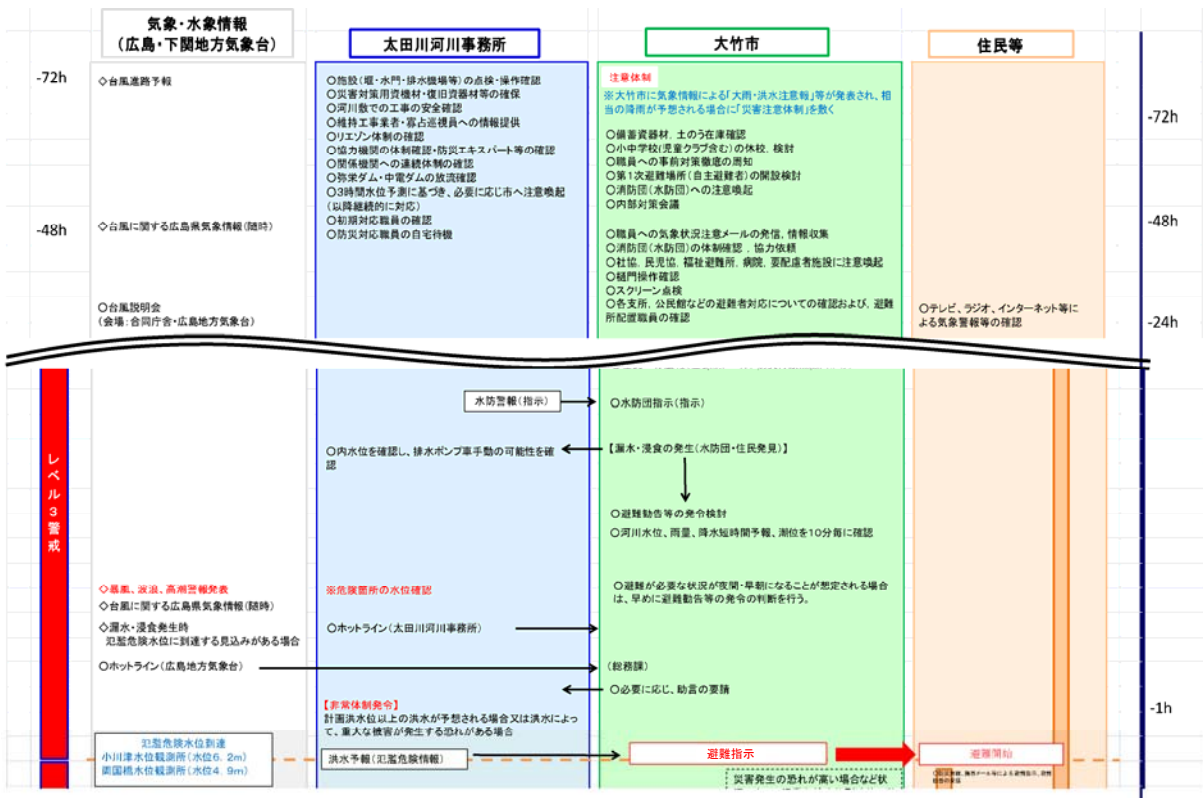 気象・水象情報
（広島・下関地方気象台）
太田川河川事務所
大竹市
住民等
-72h
-48h
◇台風進路予報
◇台風に関する広島県気象情報（随時）
◇台風説明会
（会場：合同庁舎・広島地方気象台）
○施設（堰・水門・排水機場等）の点検・操作確認
○災害対策用資機材・復旧資器材等の確保
○河川敷での工事の安全確認
○維持工事業者・寡占巡視員への情報提供
○リエゾン体制の確認
○協力機関の体制確認・防災エキスパート等の確認
○関係機関への連続体制の確認
○弥栄ダム・中電ダムの放流確認
○3時間水位予測に基づき、必要に応じ市へ注意喚起
（以降継続的に対応）
○初期対応職員の確認
○防災対応職員の自宅待機
注意体制
※大竹市に気象情報による「大雨・洪水注意報」等が発表され、相
当の降雨が予想される場合に「災害注意体制」を敷く
○備蓄資器材、土のう在庫確認
○小中学校（児童クラブ含む）の休校、検討
○職員への事前対策徹底の周知
○第1次避難場所（自主避難者）の開設検討
○消防団（水防団）への注意喚起
○内部対策会議
○職員への気象状況注意メールの発信、情報収集
○消防団（水防団）の体制確認、協力依頼
○社協、民児協、福祉避難所、病院、要配慮者施設に注意喚起
○樋門操作確認
○スクリーン点検
○各支所、公民館などの避難者対応についての確認および、避難
所配置職員の確認
○テレビ、ラジオ、インターネット等に
よる気象警報等の確認
-72h
-48h
-24h
レベル3警戒
◇暴風、波浪、高潮警報発表
◇台風に関する広島県気象情報（随時）
◇漏水・浸食発生時
氾濫危険水位に到達する見込みがある場合
○ホットライン（広島地方気象台）
氾濫危険水位到達
小川津水位観測所（水位6.2m）
両国橋水位観測所（水位4.9m）
水防警報（指示）
○内水位を確認し、排水ポンプ車手動の可能性を確
認
※危険箇所の水位確認
○ホットライン（太田川河川事務所）
【非常体制発令】
計画洪水位以上の洪水が予想される場合又は洪水によっ
て、重大な被害が発生する恐れがある場合
洪水予報（氾濫危険情報）
○水防団指示（指示）
【漏水・浸食の発生（水防団・住民発見）】
○避難勧告等の発令検討
○河川水位、雨量、降水短時間予報、潮位を10分毎に確認
○避難が必要な状況が夜間・早朝になることが想定される場合
は、早めに避難勧告等の発令の判断を行う。
（総務課）
○必要に応じ、助言の要請
避難指示
災害発生の恐れが高い場合など状
避難開始
-1h